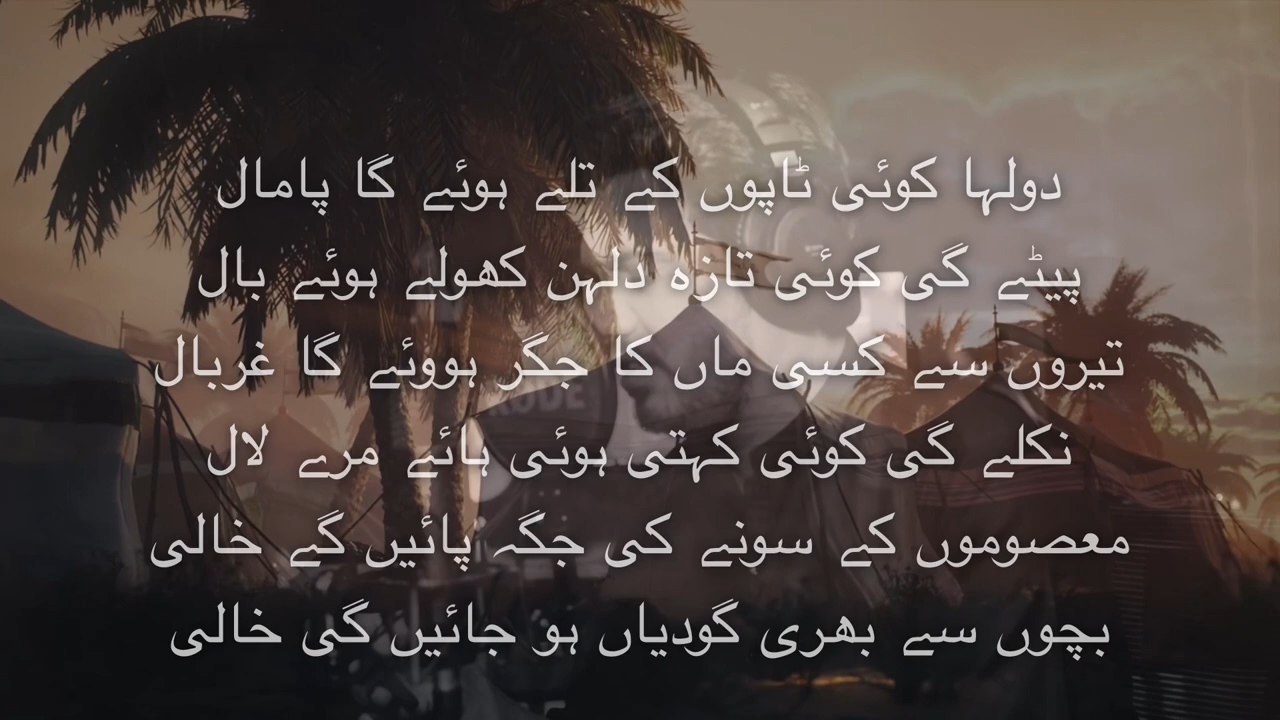 دولہا کوئی ٹاپوں کے تلے ہوئے گا پامال
پیٹے گی کوئی تازہ دلہن کھولے ہوئے بال
تیروں سے کسی ماں کا جگر ہووئے گا غربال
نکلے گی کوئی کہتی ہوئی ہائے مرے لال
معصوموں کے سونے کی جگہ پائیں گے خالی
بچوں سے بھری گودیاں ہو جائیں گی خالی
RODE